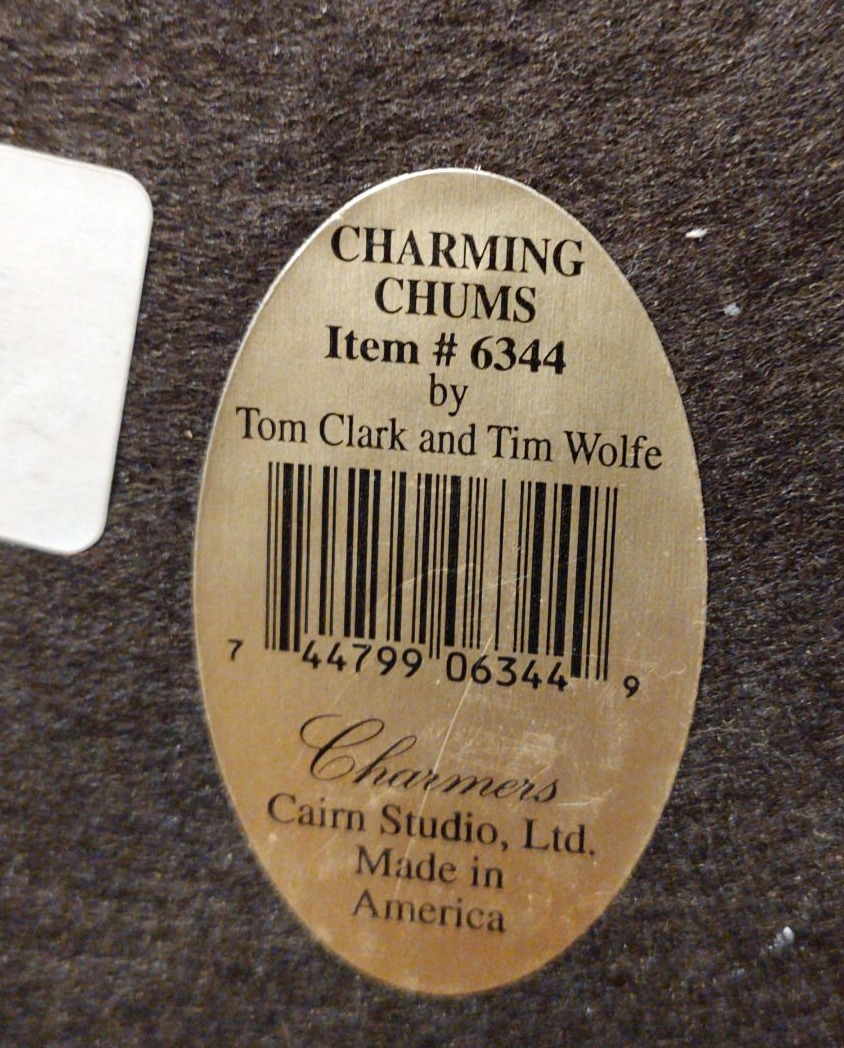 CHARMING
CHUMS
Item # 6344
by
Tom Clark and Tim Wolfe
7 44799 06344 9
Charmers
Cairn Studio, Ltd.
Made in
America